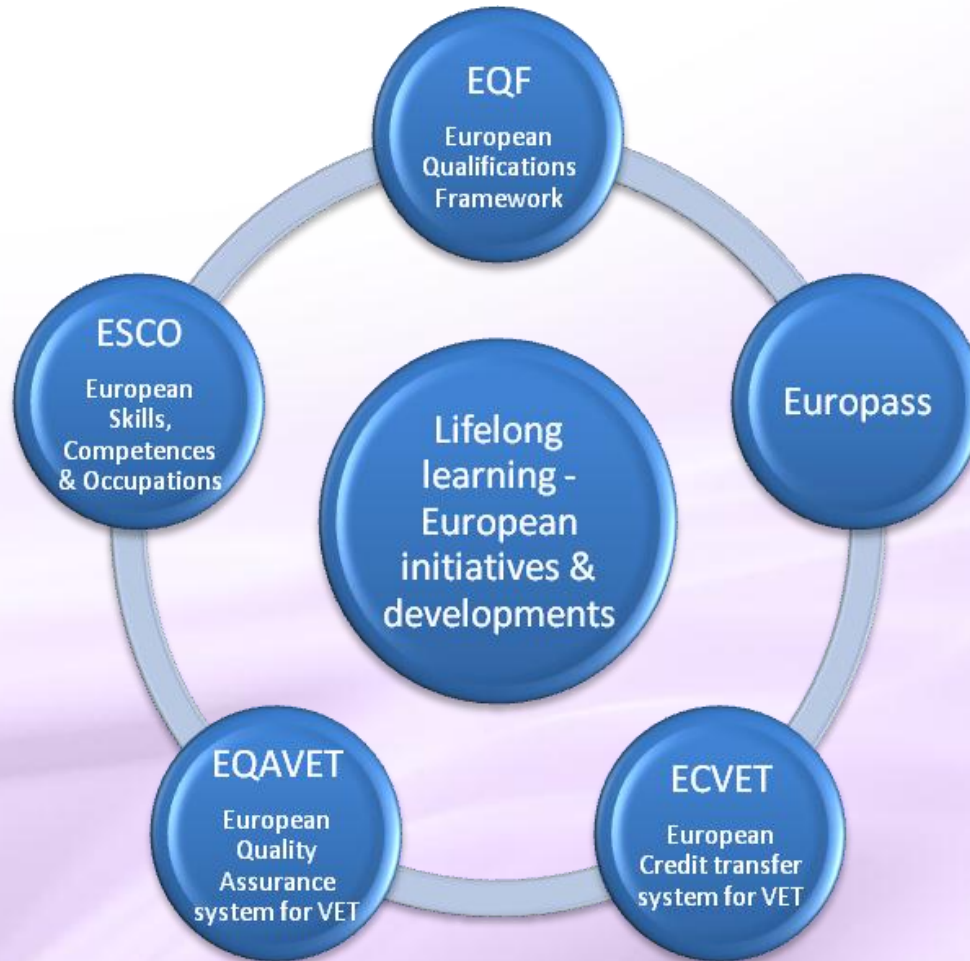 EQF
European
Qualifications
Framework
ESCO
European
Skills,
Competences
& Occupations
Europass
Lifelong
learning -
European
initiatives &
developments
EQAVET
European
Quality
Assurance
system for VET
ECVET
European
Credit transfer
system for VET